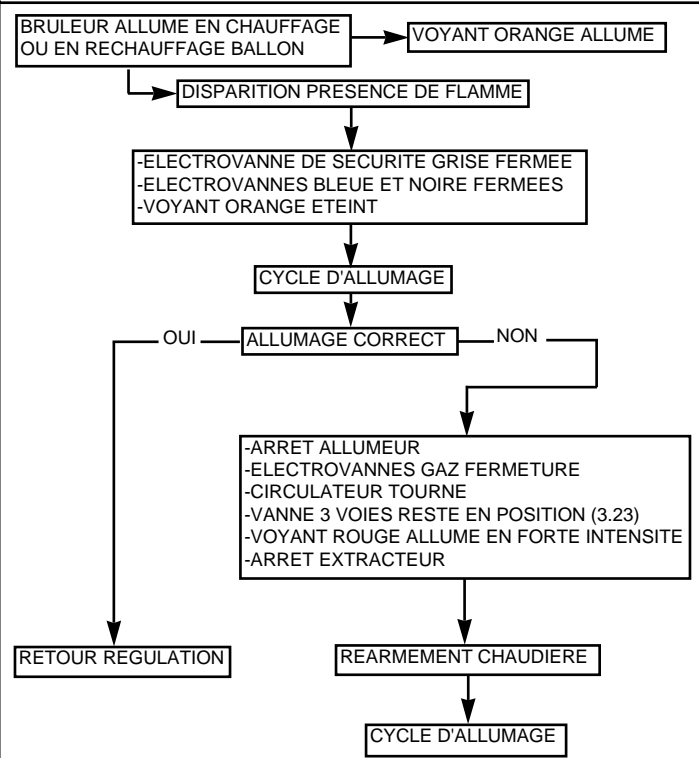 BRULEUR ALLUME EN CHAUFFAGE
OU EN RECHAUFFAGE BALLON
VOYANT ORANGE ALLUME
DISPARITION PRESENCE DE FLAMME
-ELECTROVANNE DE SECURITE GRISE FERMEE
-ELECTROVANNES BLEUE ET NOIRE FERMEES
-VOYANT ORANGE ETEINT
CYCLE D'ALLUMAGE
OUI
ALLUMAGE CORRECT
NON
-ARRET ALLUMEUR
-ELECTROVANNES GAZ FERMETURE
-CIRCULATEUR TOURNE
-VANNE 3 VOIES RESTE EN POSITION (3.23)
-VOYANT ROUGE ALLUME EN FORTE INTENSITE
-ARRET EXTRACTEUR
RETOUR REGULATION
REARMEMENT CHAUDIERE
CYCLE D'ALLUMAGE